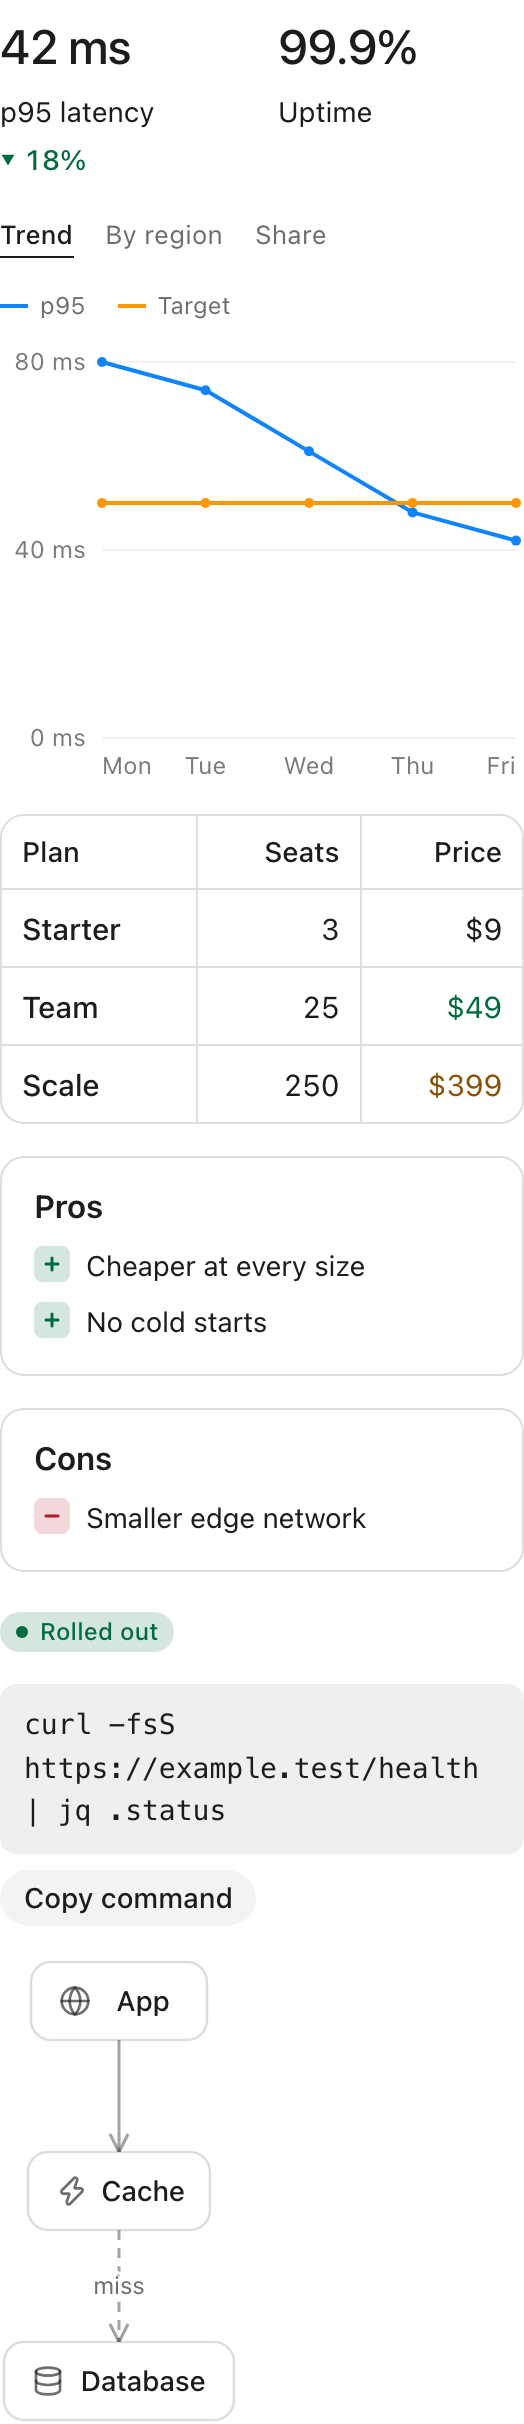 42 ms
99.9%
p95 latency
Uptime
▼ 18%
Trend By region Share
p95 Target
80 ms
40 ms
0 ms
Mon Tue Wed Thu Fri
Plan Seats Price
Starter 3 $9
Team 25 $49
Scale 250 $399
Pros
+ Cheaper at every size
+ No cold starts
Cons
− Smaller edge network
Rolled out
curl -fsS
https://example.test/health
| jq .status
Copy command
App
Cache
miss
Database